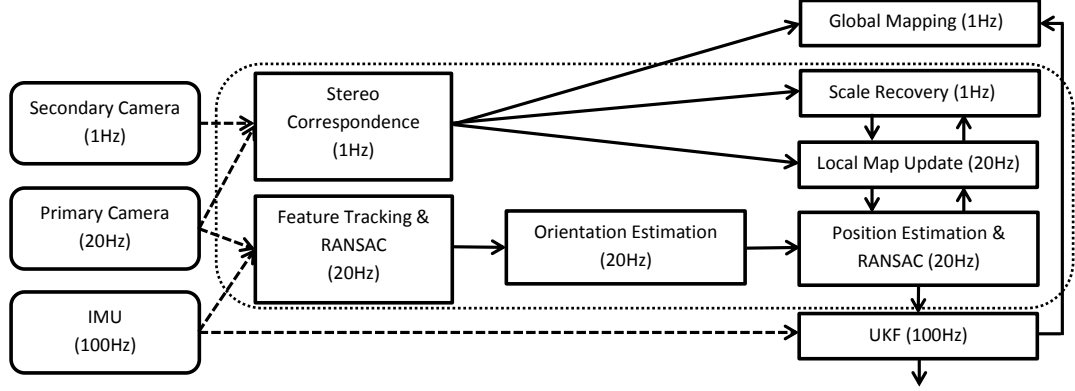 Global Mapping (1Hz)
Secondary Camera
(1Hz)
Stereo
Correspondence
(1Hz)
Scale Recovery (1Hz)
Local Map Update (20Hz)
Primary Camera
(20Hz)
Feature Tracking &
RANSAC
(20Hz)
Orientation Estimation
(20Hz)
Position Estimation &
RANSAC (20Hz)
IMU
(100Hz)
UKF (100Hz)